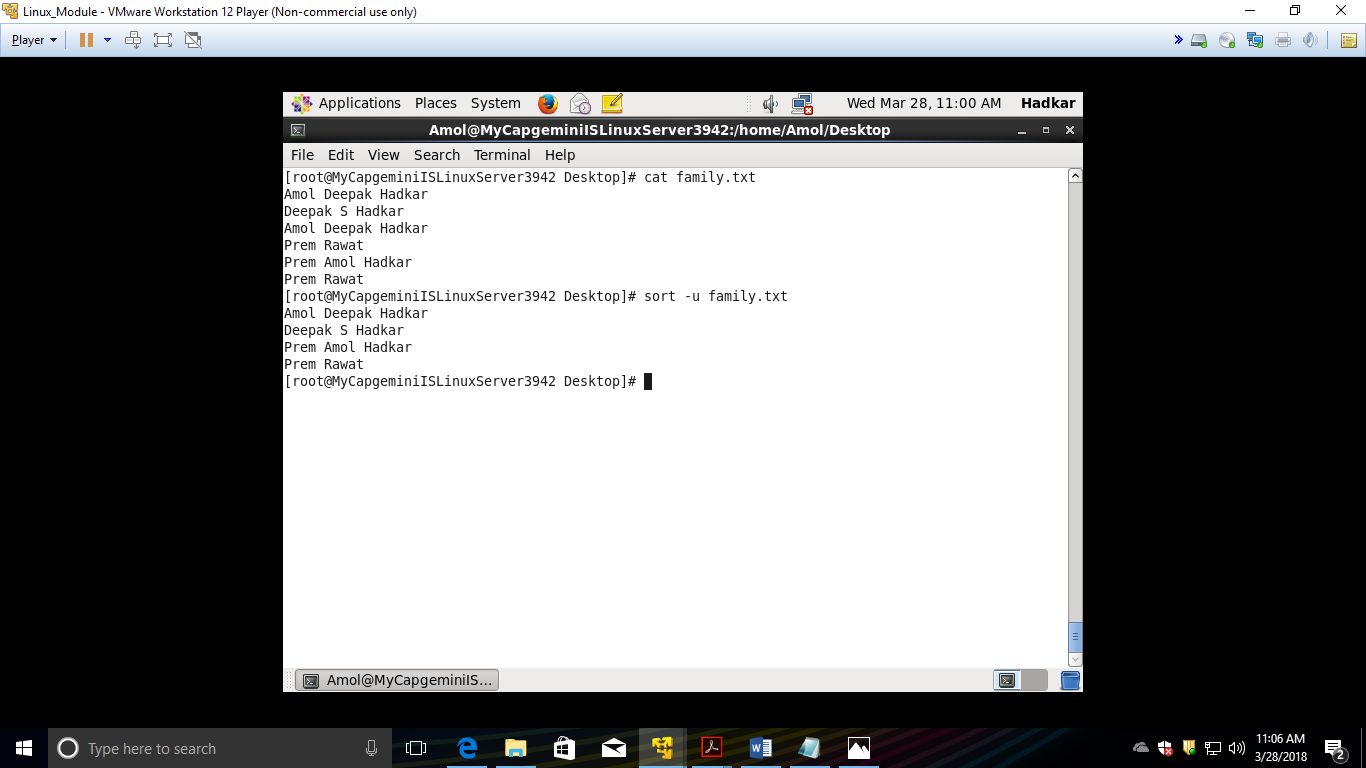 Linux_Module - VMware Workstation 12 Player (Non-commercial use only)
Player
Applications Places System Wed Mar 28, 11:00 AM Hadkar
Amol@MyCapgeminiISLinuxServer3942:/home/Amol/Desktop
File Edit View Search Terminal Help
[root@MyCapgeminiISLinuxServer3942 Desktop]# cat family.txt
Amol Deepak Hadkar
Deepak S Hadkar
Amol Deepak Hadkar
Prem Rawat
Prem Amol Hadkar
Prem Rawat
[root@MyCapgeminiISLinuxServer3942 Desktop]# sort -u family.txt
Amol Deepak Hadkar
Deepak S Hadkar
Prem Amol Hadkar
Prem Rawat
[root@MyCapgeminiISLinuxServer3942 Desktop]#
Amol@MyCapgeminiIS...
Type here to search
11:06 AM
3/28/2018
2